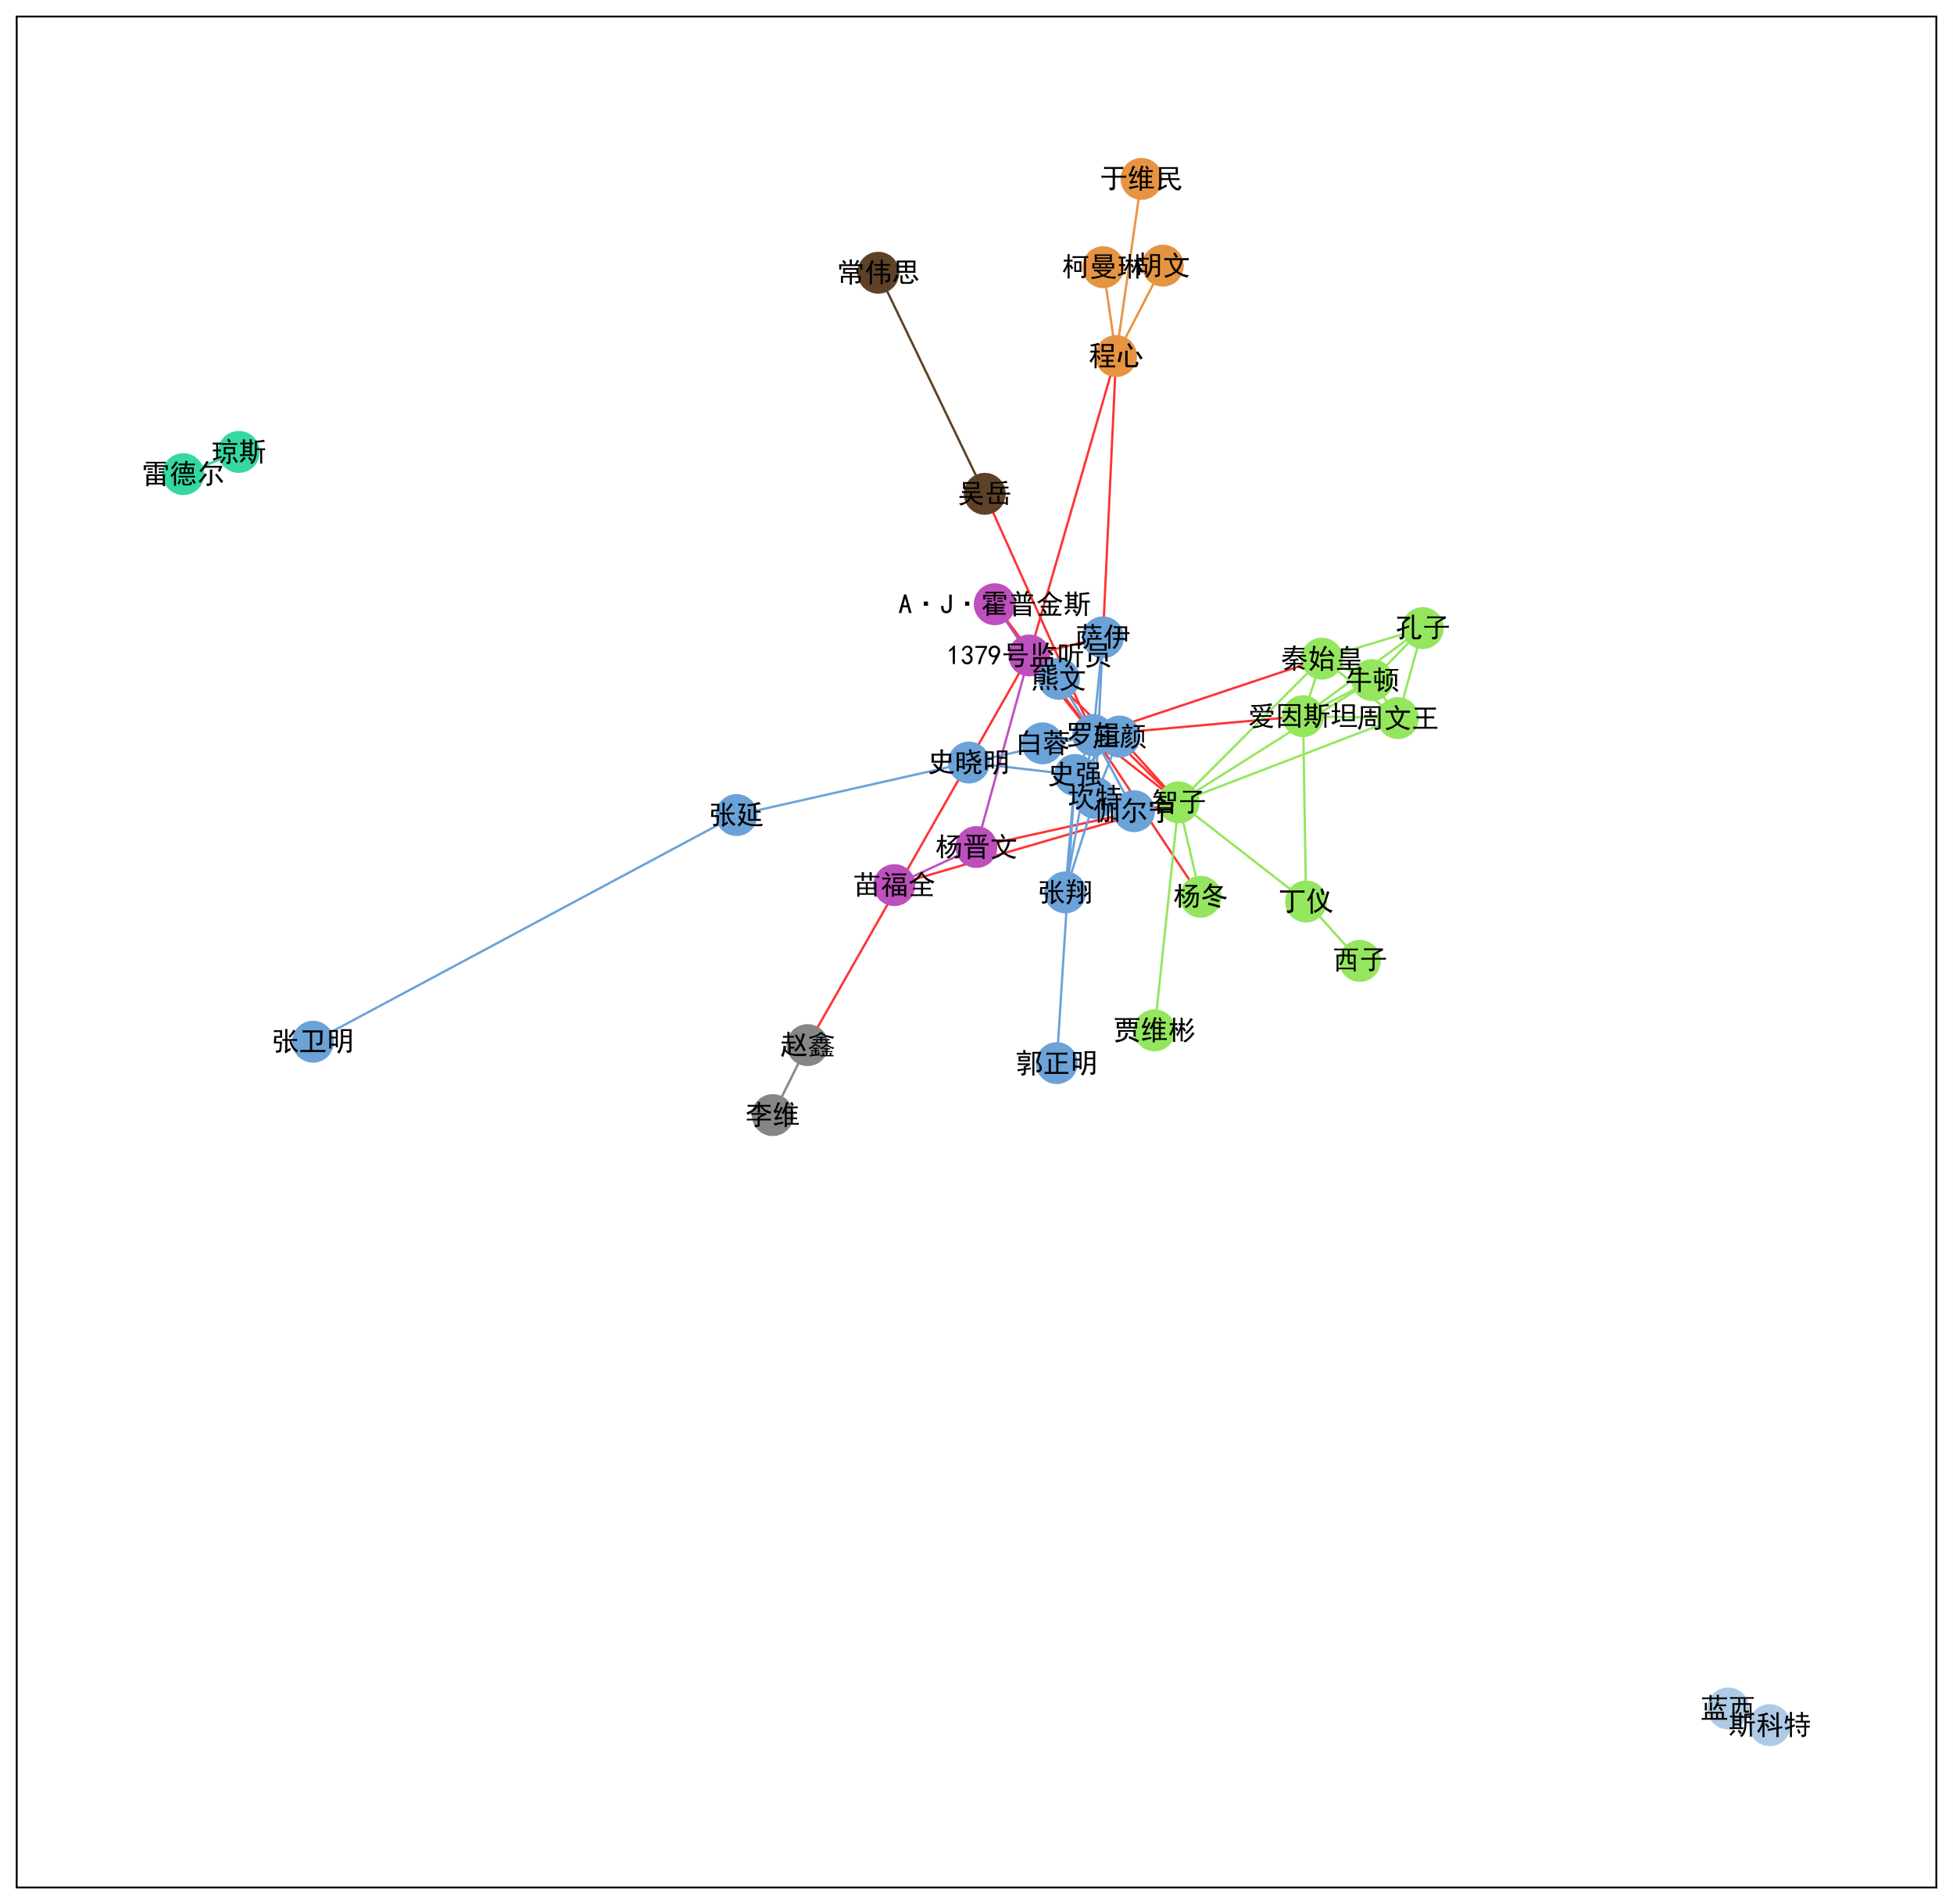 于维民
柯曼琳
胡文
常伟思
程心
琼斯
雷德尔
吴岳
A·J·霍普金斯
孔子
萨伊
1379号监听员
秦始皇
熊文
牛顿
爱因斯坦
周文王
罗辑
庄颜
白蓉
史晓明
史强
坎特
智子
伽尔宁
张延
杨晋文
苗福全
张翔
杨冬
丁仪
西子
贾维彬
张卫明
赵鑫
郭正明
李维
蓝西
斯科特